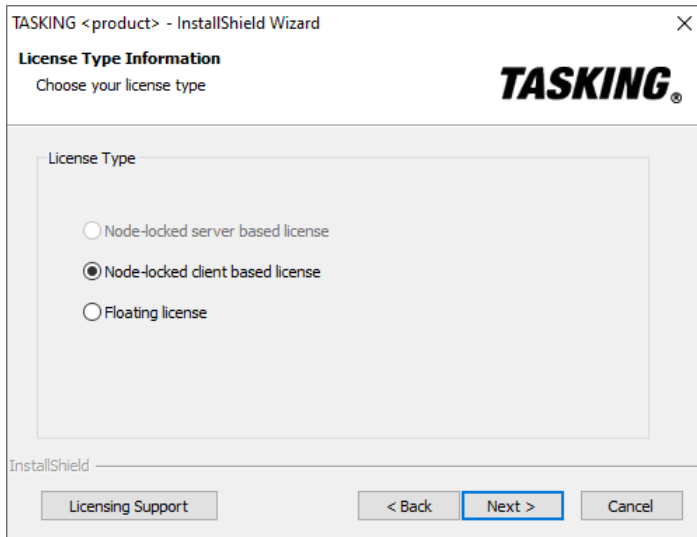 TASKING <product> - InstallShield Wizard
License Type Information
Choose your license type
TASKING®
License Type
Node-locked server based license
Node-locked client based license
Floating license
InstallShield
Licensing Support
< Back
Next >
Cancel